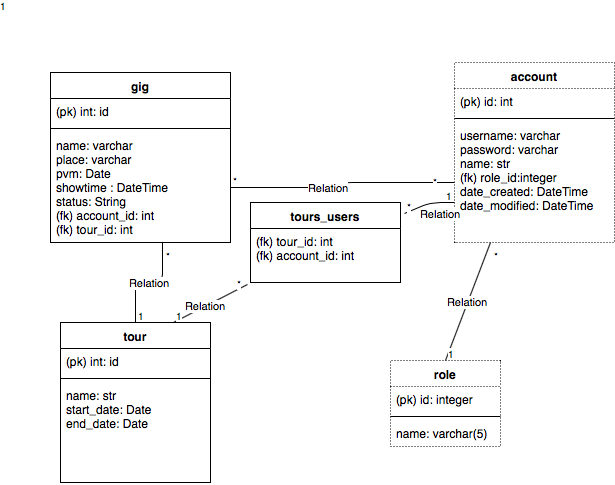 1
gig
(pk) int: id
name: varchar
place: varchar
pvm: Date
showtime : DateTime
status: String
(fk) account_id: int
(fk) tour_id: int
account
(pk) id: int
username: varchar
password: varchar
name: str
(fk) role_id:integer
date_created: DateTime
date_modified: DateTime
*
Relation
*
tours_users
(fk) tour_id: int
(fk) account_id: int
1
Relation
*
*
Relation
1
*
Relation
1
*
Relation
1
tour
(pk) int: id
name: str
start_date: Date
end_date: Date
role
(pk) id: integer
name: varchar(5)